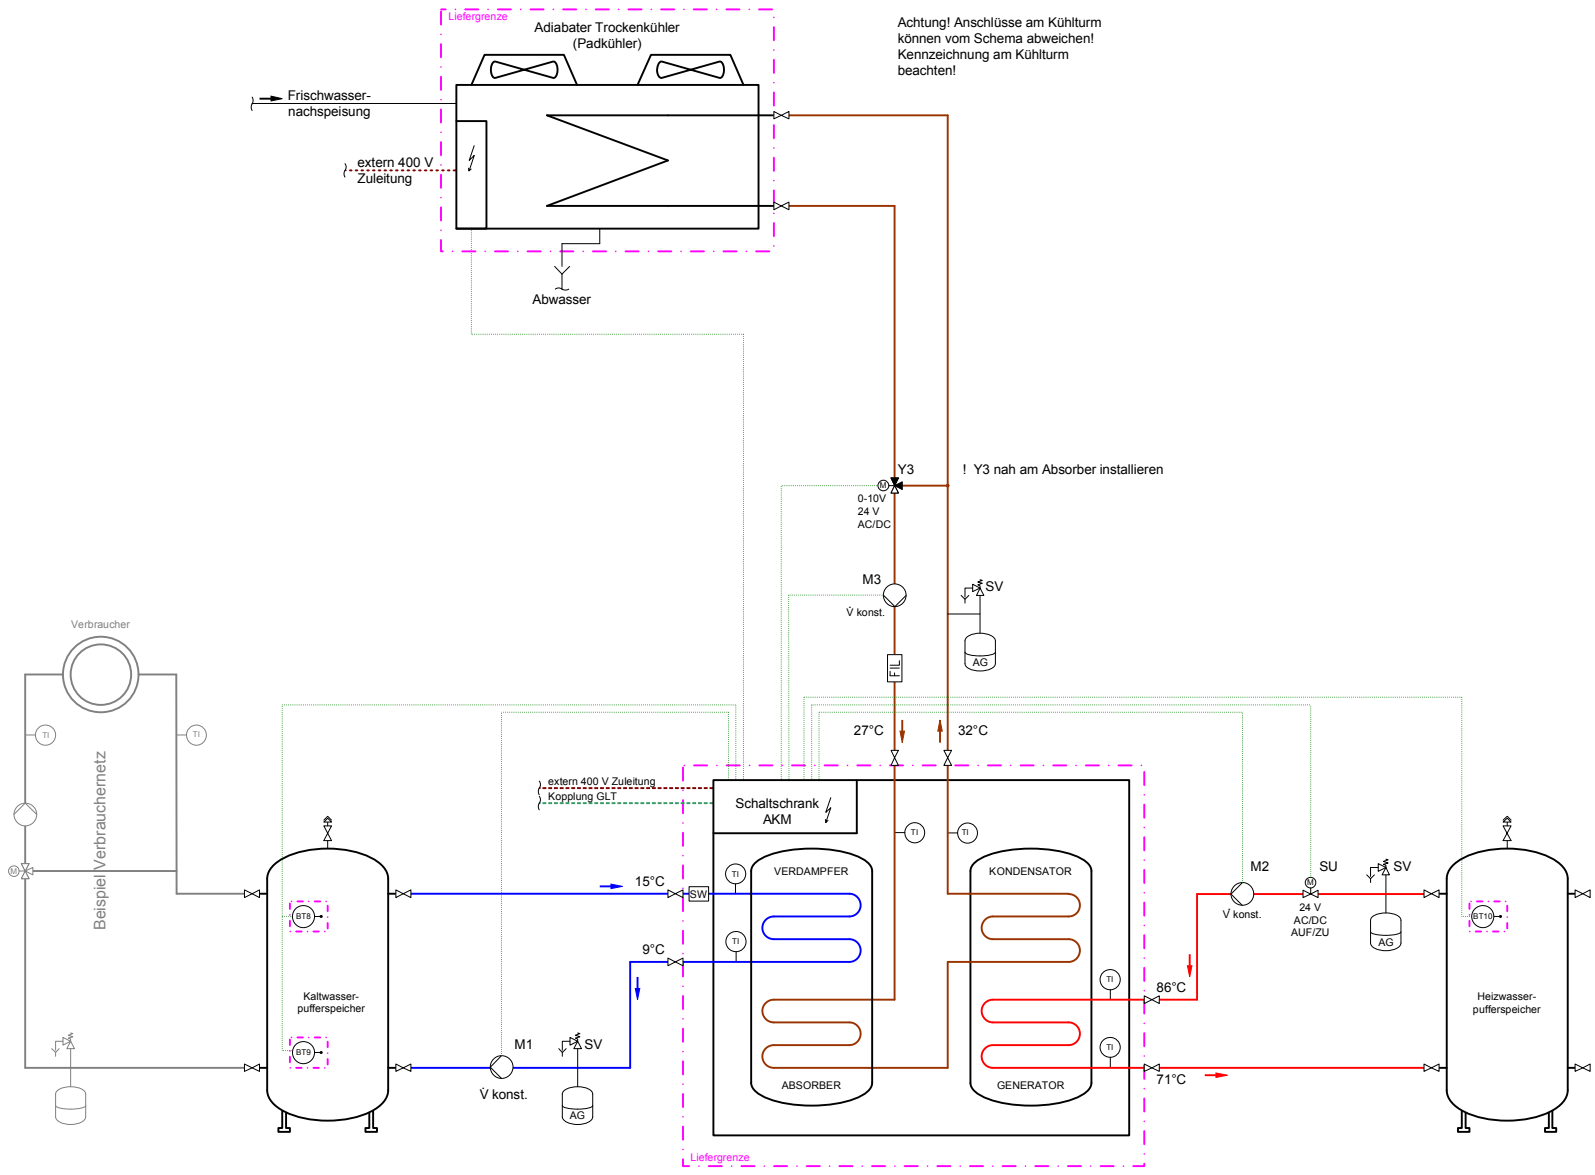 Liefergrenze
Adiabater Trockenkühler
(Padkühler)
Achtung! Anschlüsse am Kühlturm
können vom Schema abweichen!
Kennzeichnung am Kühlturm
beachten!
Frischwasser-
nachspeisung
extern 400 V
Zuleitung
Abwasser
Y3
! Y3 nah am Absorber installieren
M
0-10V
24 V
AC/DC
M3
V̇ konst.
SV
AG
FIL
27°C
32°C
Verbraucher
TI
TI
Beispiel Verbrauchernetz
M
extern 400 V Zuleitung
Kopplung GLT
Schaltschrank
AKM
TI
TI
15°C
SW
TI
VERDAMPFER
KONDENSATOR
9°C
TI
BT8
Kaltwasser-
pufferspeicher
BT9
M1
V̇ konst.
SV
AG
ABSORBER
GENERATOR
TI
TI
86°C
71°C
M2
V̇ konst.
SU
M
24 V
AC/DC
AUF/ZU
SV
AG
BT10
Heizwasser-
pufferspeicher
Liefergrenze